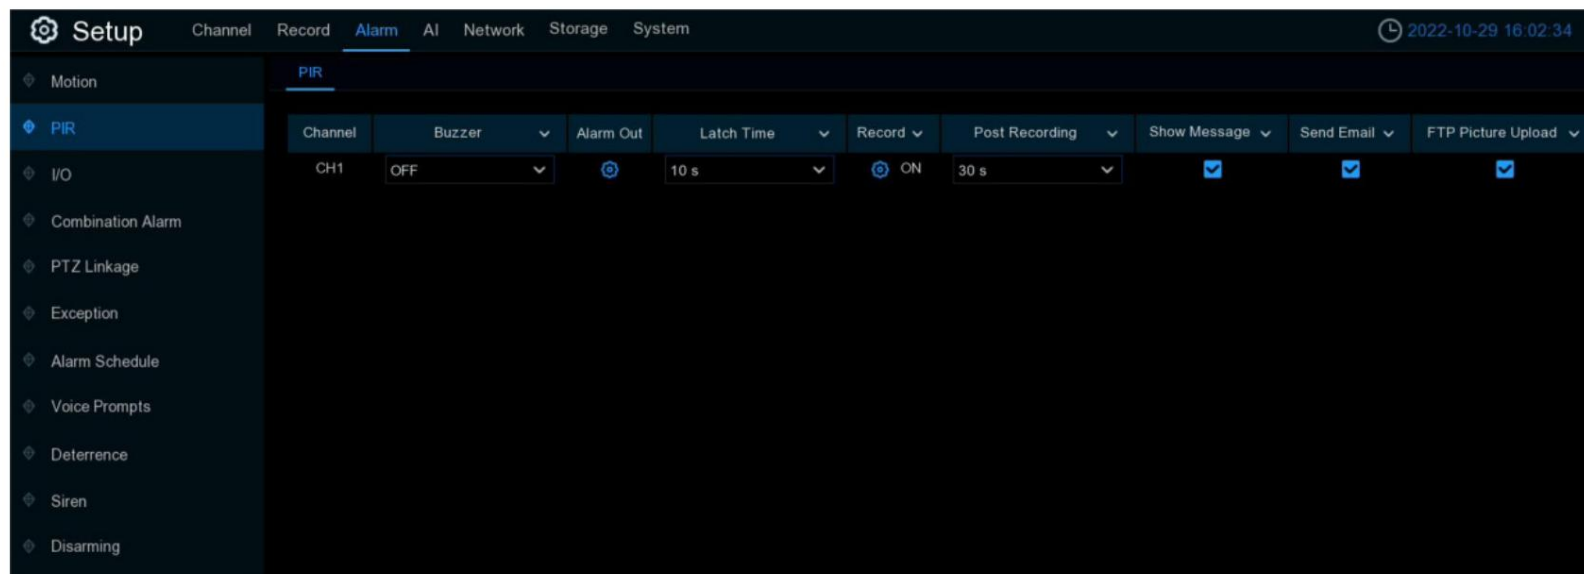 Setup Channel Record Alarm AI Network Storage System 2022-10-29 16:02:34
Motion
PIR
I/O
Combination Alarm
PTZ Linkage
Exception
Alarm Schedule
Voice Prompts
Deterrence
Siren
Disarming
PIR
Channel Buzzer Alarm Out Latch Time Record Post Recording Show Message Send Email FTP Picture Upload
CH1 OFF 10 s ON 30 s